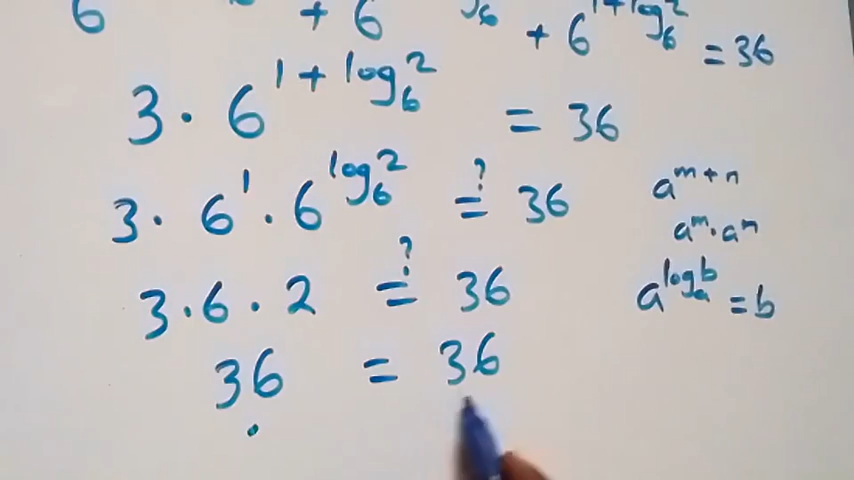 6 + 6 + 6^{1+log_6 2} = 36
3 · 6^{1 + log_6 2} = 36
3 · 6^1 · 6^{log_6 2} =? 36
a^{m+n}
a^m · a^n
3 · 6 · 2 =? 36
a^{log_a b} = b
36 = 36